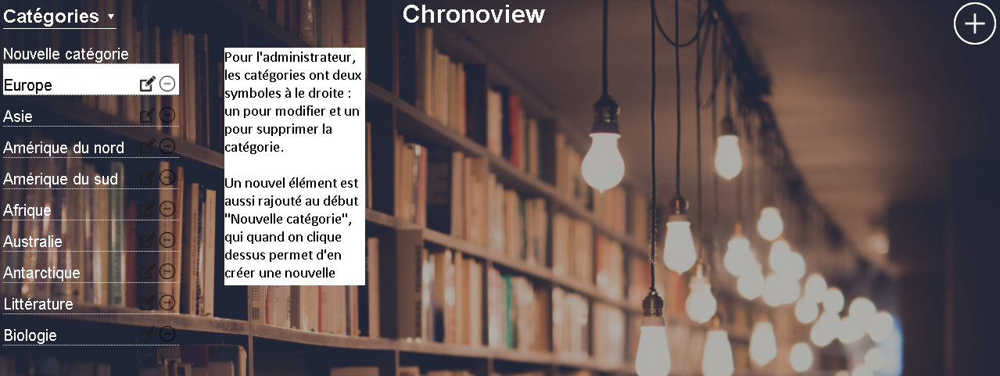 Catégories
Chronoview
Nouvelle catégorie
Europe
Asie
Amérique du nord
Amérique du sud
Afrique
Australie
Antarctique
Littérature
Biologie
Pour l'administrateur,
les catégories ont deux
symboles à le droite :
un pour modifier et un
pour supprimer la
catégorie.
Un nouvel élément est
aussi rajouté au début
"Nouvelle catégorie",
qui quand on clique
dessus permet d'en
créer une nouvelle